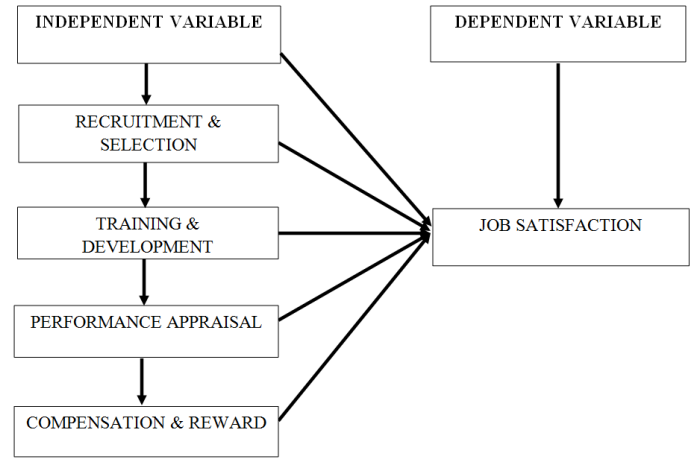 INDEPENDENT VARIABLE
DEPENDENT VARIABLE
RECRUITMENT &
SELECTION
TRAINING &
DEVELOPMENT
JOB SATISFACTION
PERFORMANCE APPRAISAL
COMPENSATION & REWARD